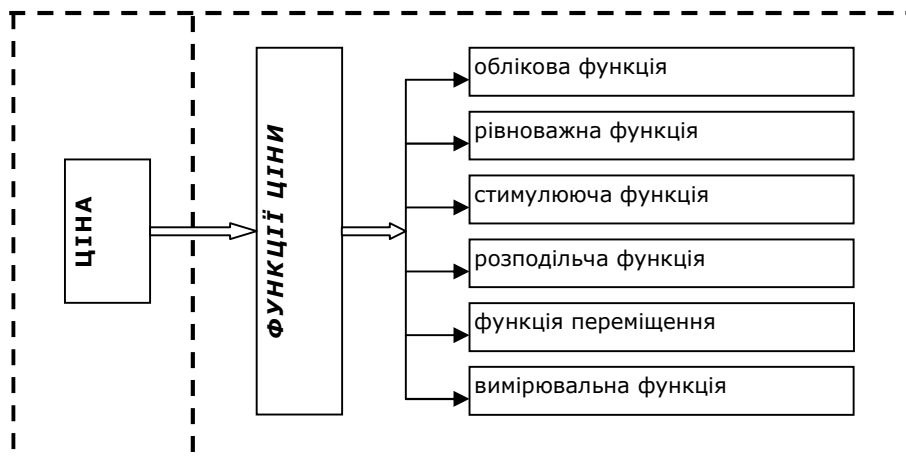 ЦІНА
ФУНКЦІЇ ЦІНИ
облікова функція
рівноважна функція
стимулююча функція
розподільча функція
функція переміщення
вимірювальна функція